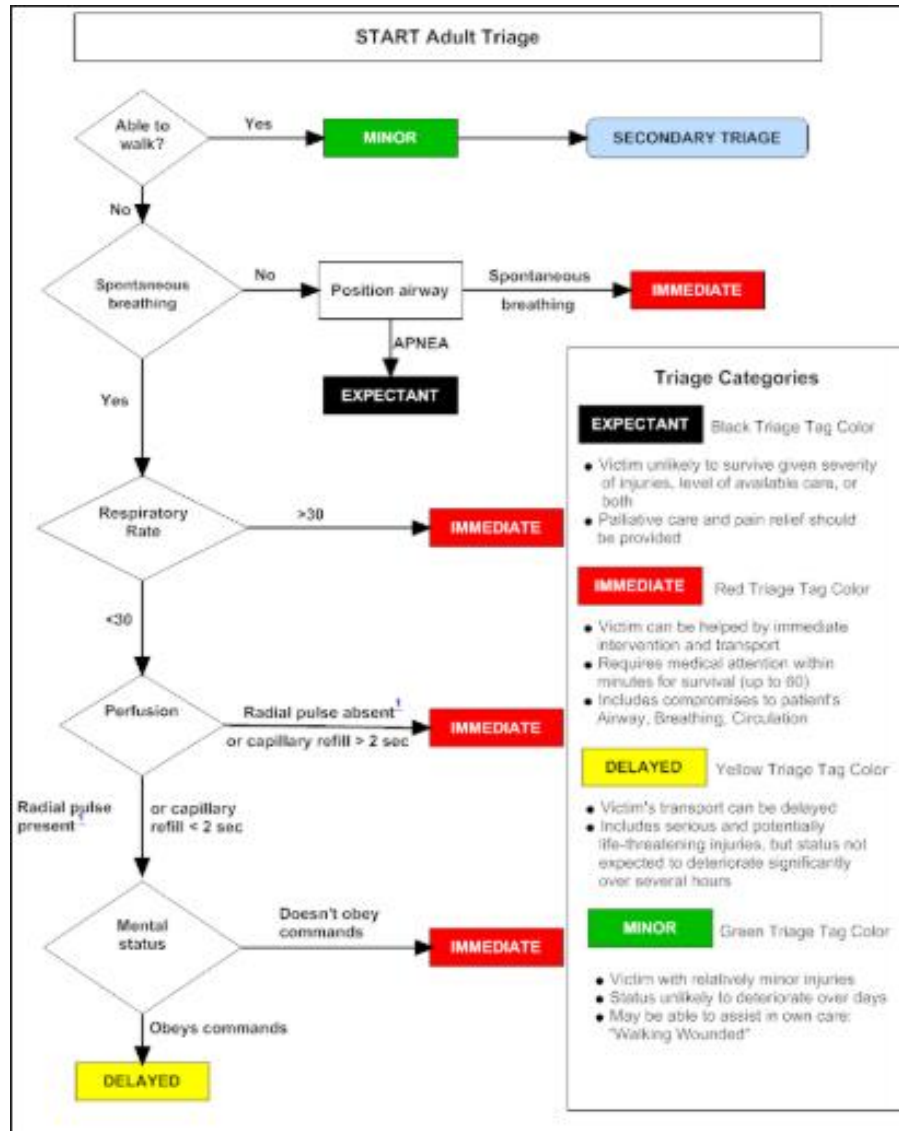 START Adult Triage
Able to
walk?
Yes
MINOR
SECONDARY TRIAGE
No
Spontaneous
breathing
No
Position airway
Spontaneous
breathing
IMMEDIATE
APNEA
EXPECTANT
Yes
Respiratory
Rate
>30
IMMEDIATE
<30
Perfusion
Radial pulse absent1
or capillary refill > 2 sec
IMMEDIATE
Radial pulse
present1
or capillary
refill < 2 sec
Mental
status
Doesn't obey
commands
IMMEDIATE
Obeys commands
DELAYED
Triage Categories
EXPECTANT Black Triage Tag Color
● Victim unlikely to survive given severity
of injuries, level of available care, or
both
● Palliative care and pain relief should
be provided
IMMEDIATE Red Triage Tag Color
● Victim can be helped by immediate
intervention and transport
● Requires medical attention within
minutes for survival (up to 60)
● Includes compromises to patient's
Airway, Breathing, Circulation
DELAYED Yellow Triage Tag Color
● Victim's transport can be delayed
● Includes serious and potentially
life-threatening injuries, but status not
expected to deteriorate significantly
over several hours
MINOR Green Triage Tag Color
● Victim with relatively minor injuries
● Status unlikely to deteriorate over days
● May be able to assist in own care:
"Walking Wounded"